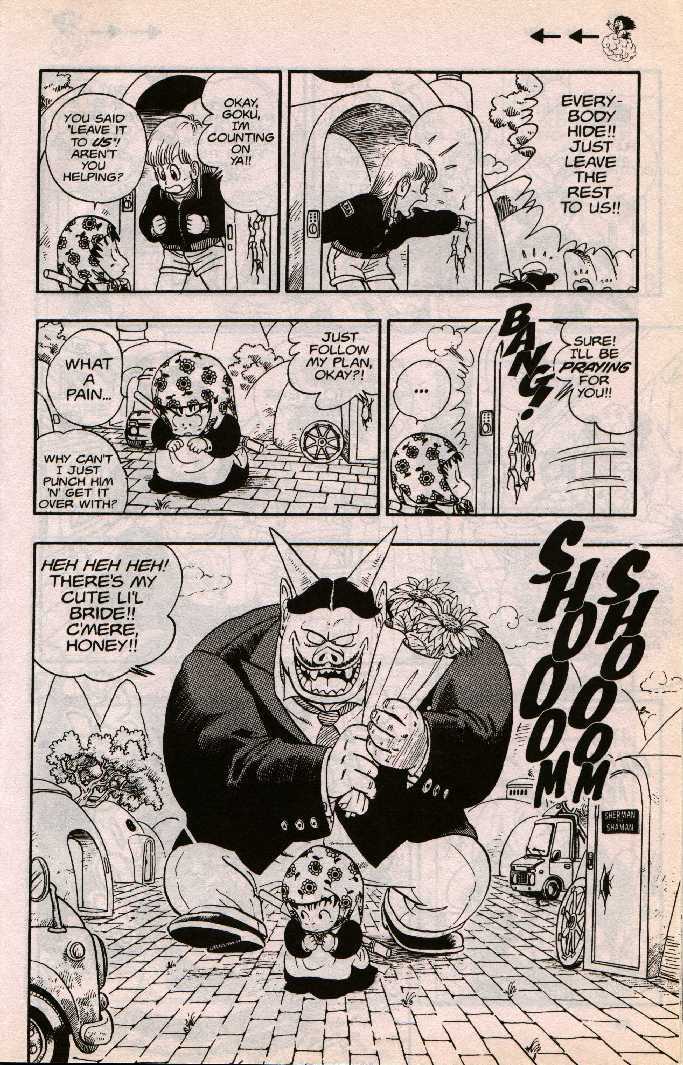 EVERY-
BODY
HIDE!!
JUST
LEAVE
THE
REST
TO US!!
OKAY,
GOKU,
I'M
COUNTING
ON
YA!!
YOU SAID
"LEAVE IT
TO US"!
AREN'T
YOU
HELPING?
SURE!
I'LL BE
PRAYING
FOR
YOU!!
BANG!
...
JUST
FOLLOW
MY PLAN,
OKAY?!
WHAT
A
PAIN...
WHY CAN'T
I JUST
PUNCH HIM
'N' GET IT
OVER WITH?
SHOOOOM
SHOOOOM
HEH HEH HEH!
THERE'S MY
CUTE LI'L
BRIDE!!
C'MERE,
HONEY!!
SHERMAN
SHAMAN